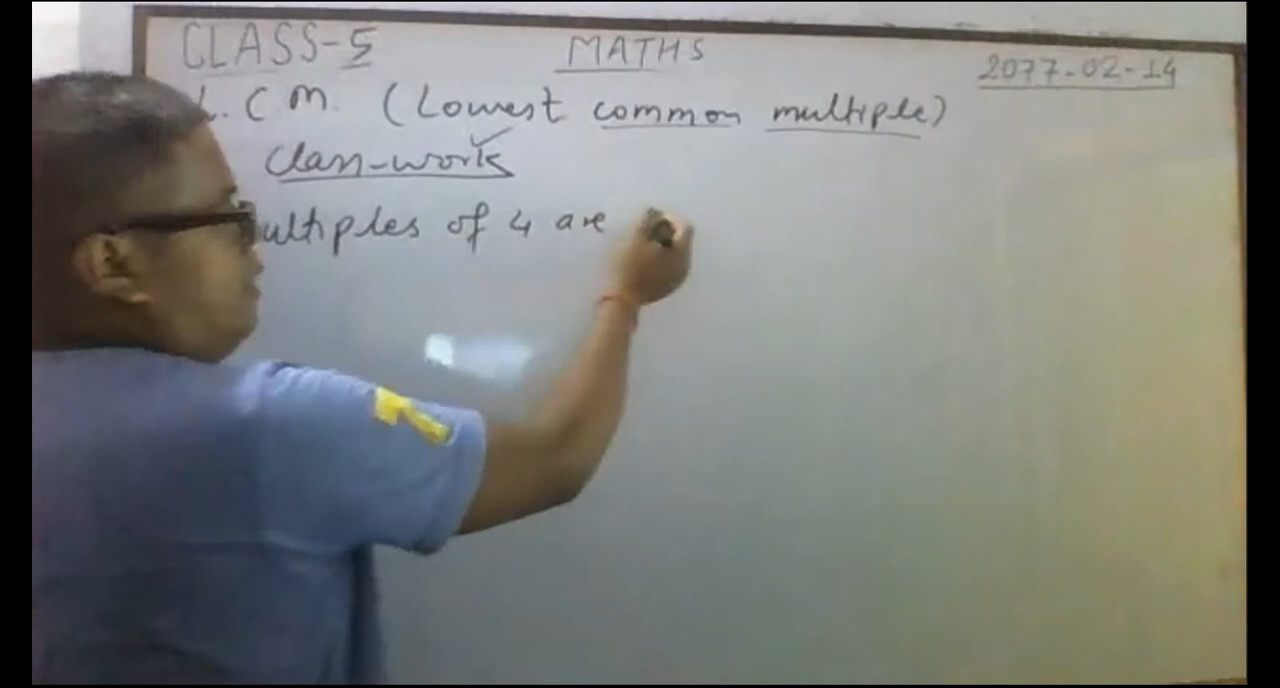 CLASS-5 MATHS 2077-02-14
L.C.M. (Lowest common multiple)
Class-work
ultiples of 4 are